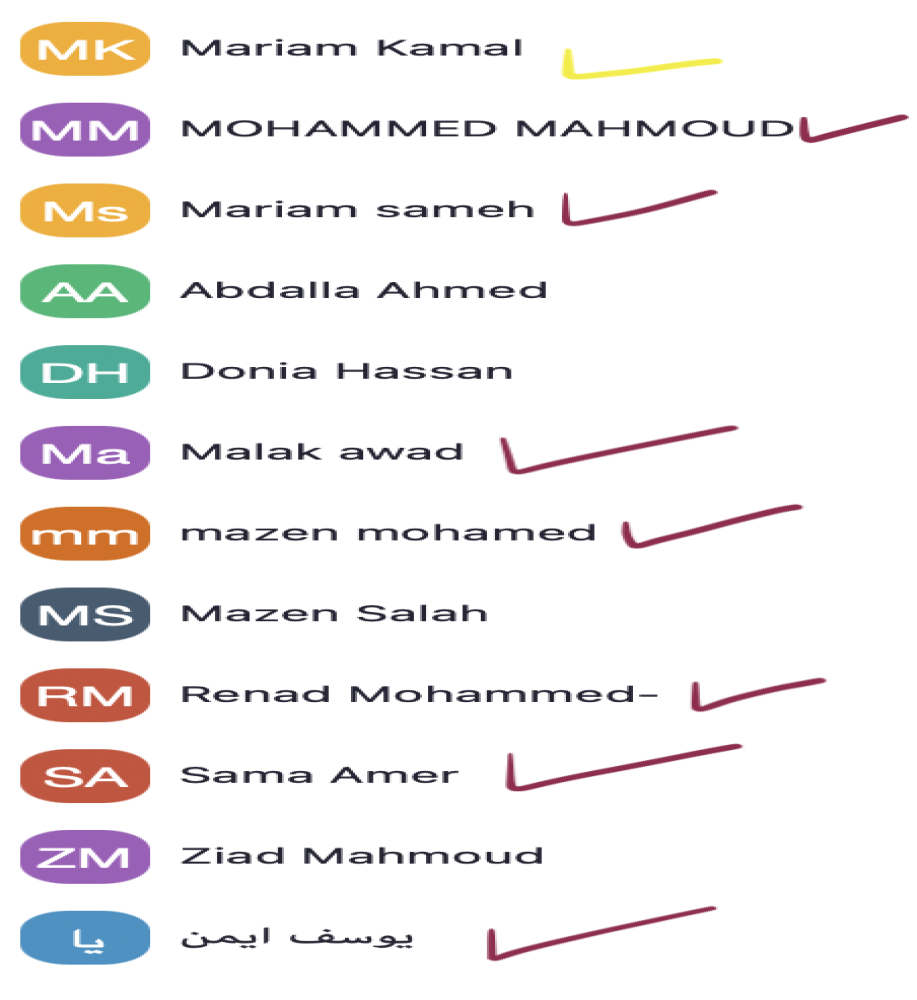 MK Mariam Kamal
MM MOHAMMED MAHMOUD
Ms Mariam sameh
AA Abdalla Ahmed
DH Donia Hassan
Ma Malak awad
mm mazen mohamed
MS Mazen Salah
RM Renad Mohammed-
SA Sama Amer
ZM Ziad Mahmoud
يا يوسف ايمن